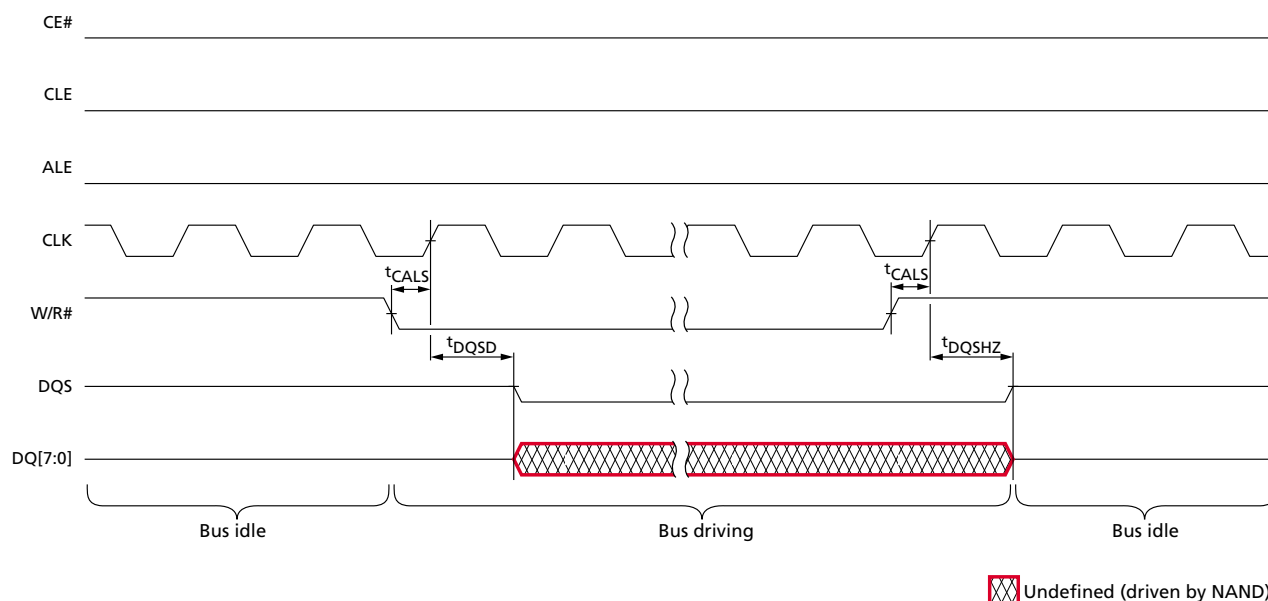 CE#
CLE
ALE
CLK
tCALS
tCALS
W/R#
tDQSD
tDQSHZ
DQS
DQ[7:0]
Bus idle
Bus driving
Bus idle
Undefined (driven by NAND)